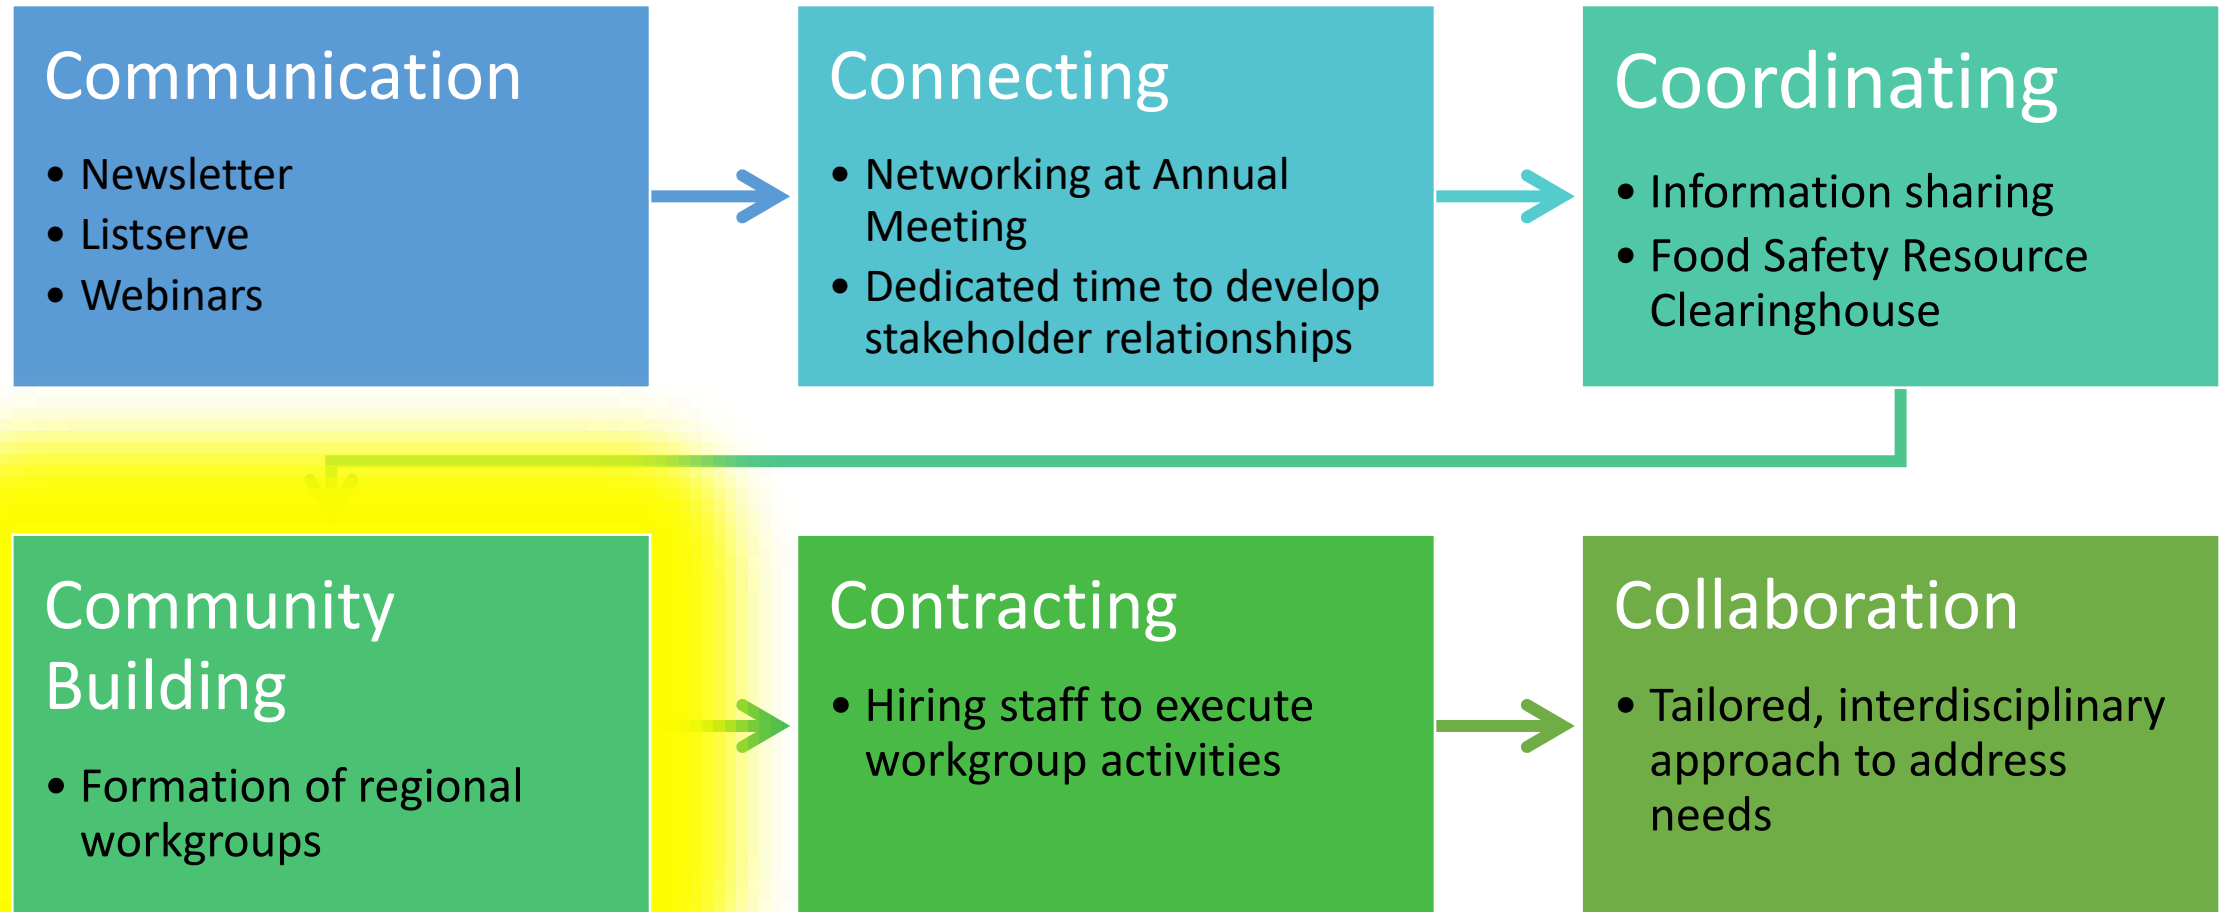 Communication
• Newsletter
• Listserve
• Webinars
Connecting
• Networking at Annual
Meeting
• Dedicated time to develop
stakeholder relationships
Coordinating
• Information sharing
• Food Safety Resource
Clearinghouse
Community
Building
• Formation of regional
workgroups
Contracting
• Hiring staff to execute
workgroup activities
Collaboration
• Tailored, interdisciplinary
approach to address
needs